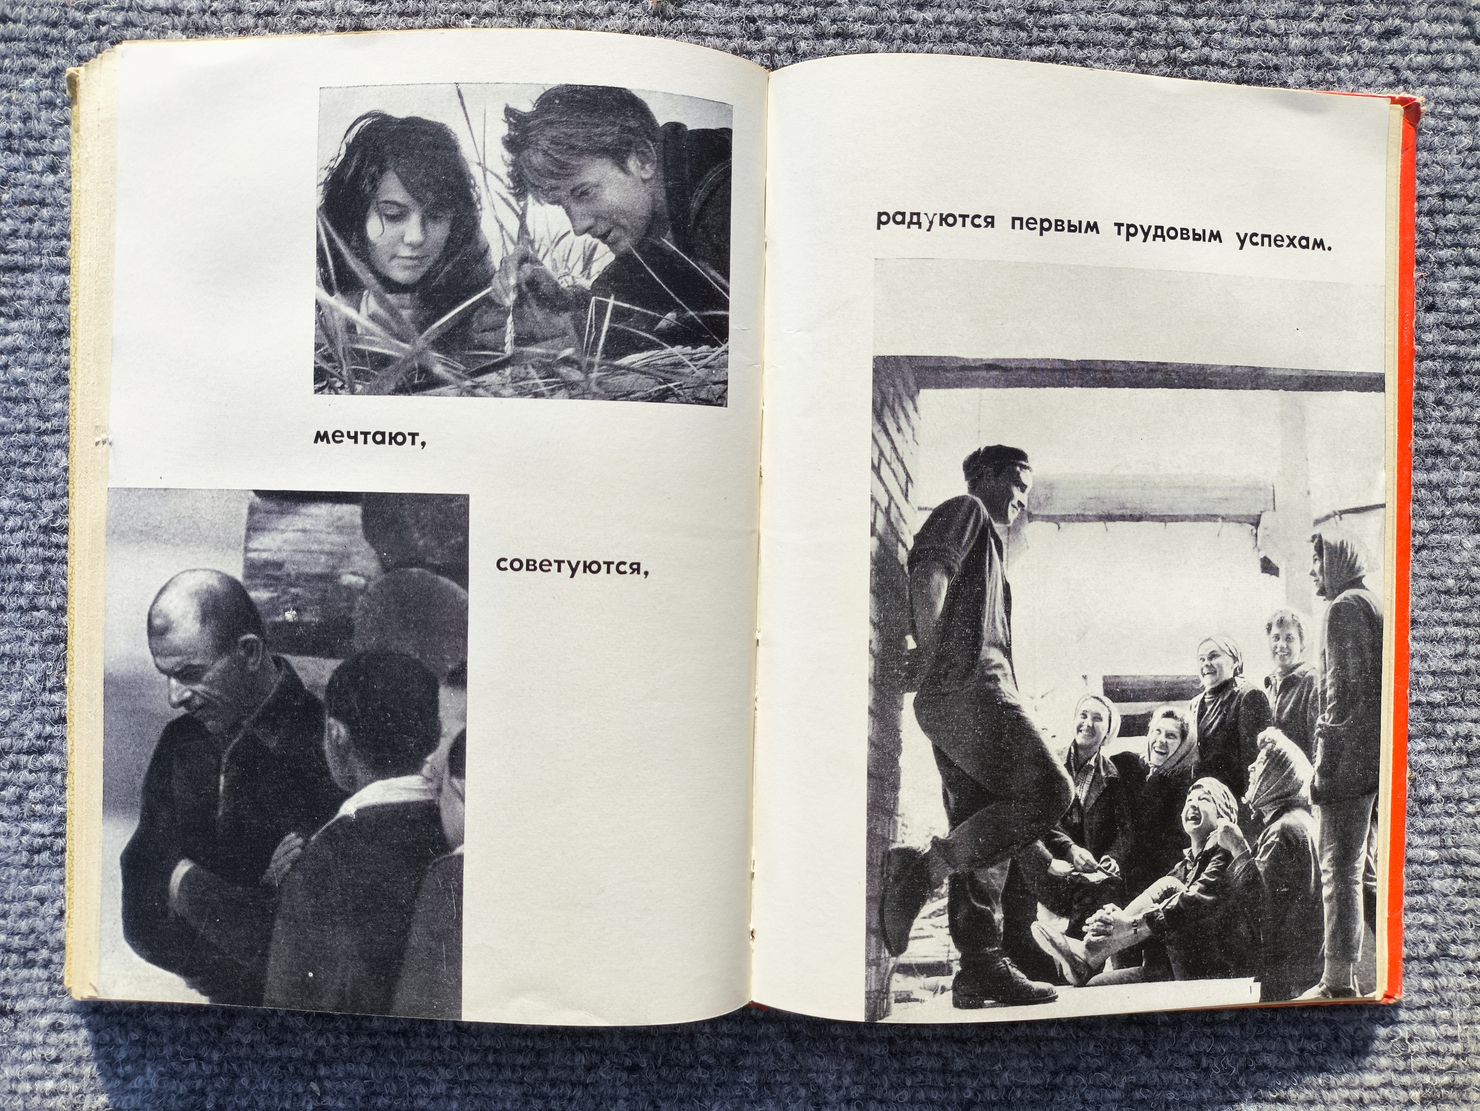 мечтают,
советуются,
радуются первым трудовым успехам.